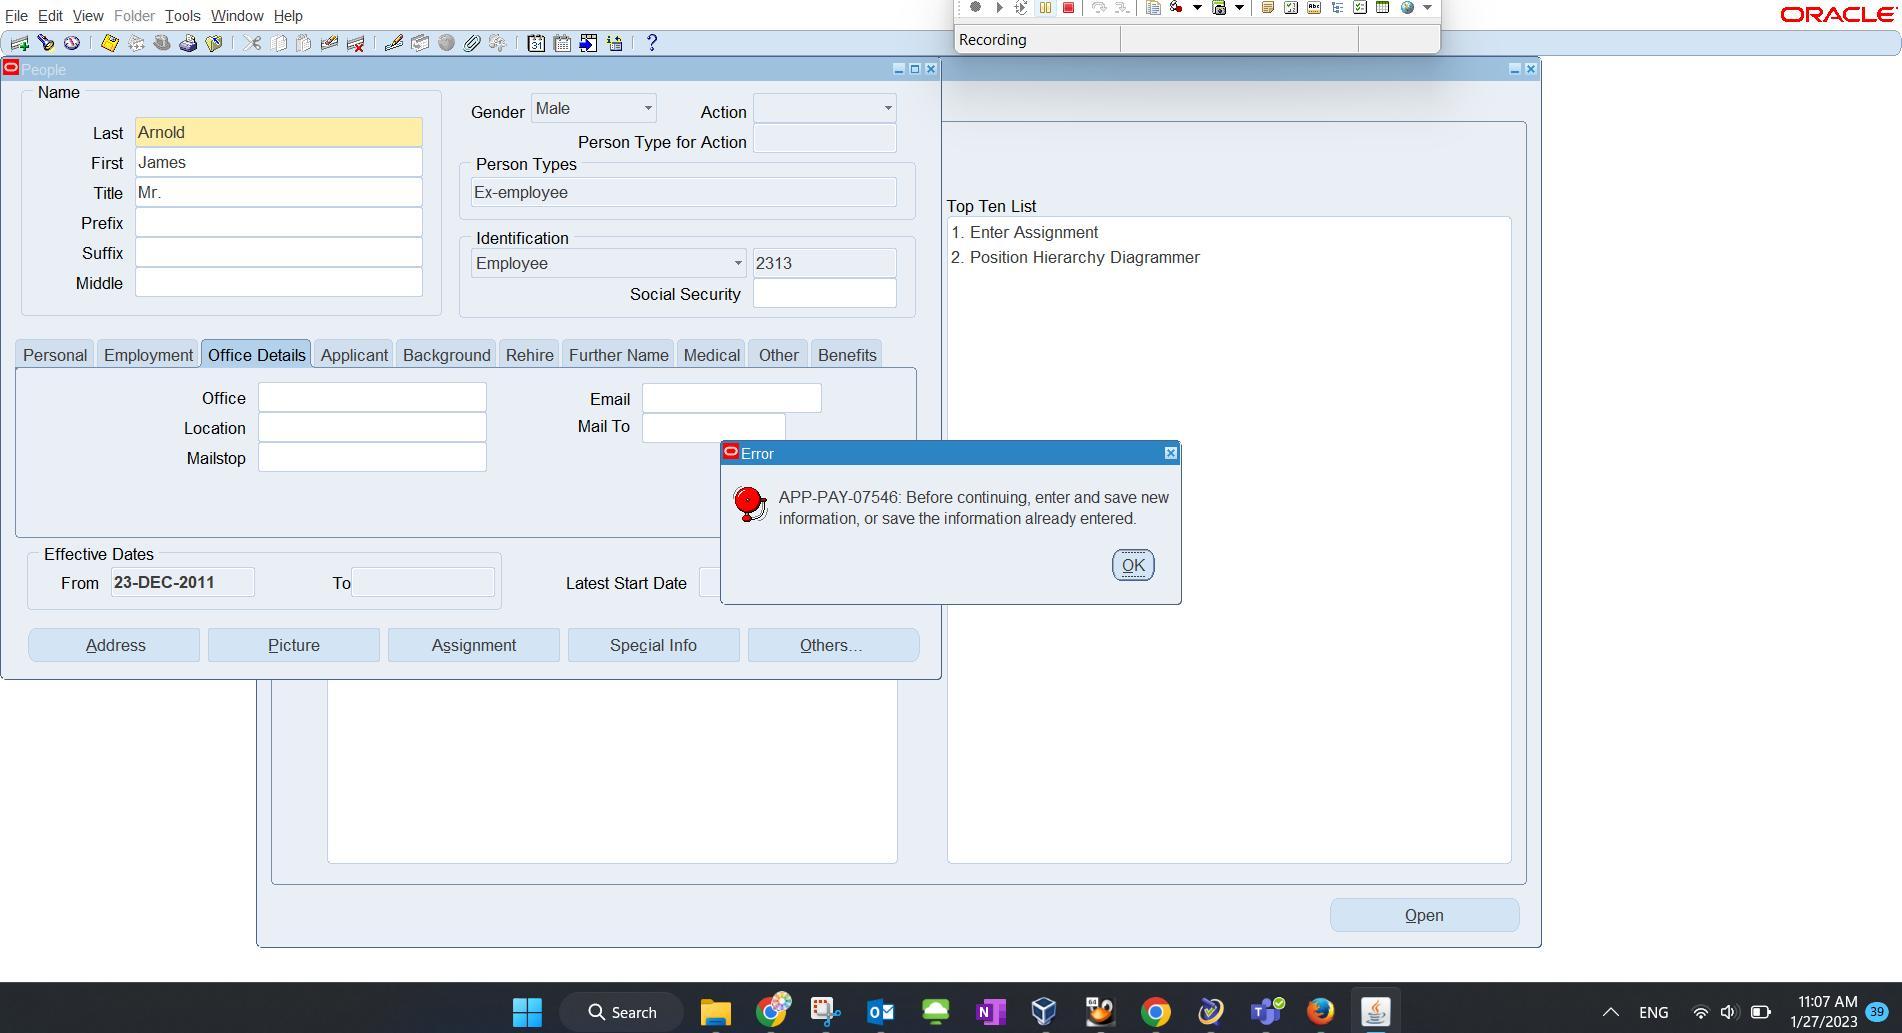 File Edit View Folder Tools Window Help
ORACLE
Recording
People
Name
Last Arnold
First James
Title Mr.
Prefix
Suffix
Middle
Gender Male
Action
Person Type for Action
Person Types
Ex-employee
Identification
Employee 2313
Social Security
Top Ten List
1. Enter Assignment
2. Position Hierarchy Diagrammer
Personal Employment Office Details Applicant Background Rehire Further Name Medical Other Benefits
Office
Location
Mailstop
Email
Mail To
Error
APP-PAY-07546: Before continuing, enter and save new
information, or save the information already entered.
OK
Effective Dates
From 23-DEC-2011 To
Latest Start Date
Address Picture Assignment Special Info Others...
Open
Search
ENG
11:07 AM
1/27/2023
39